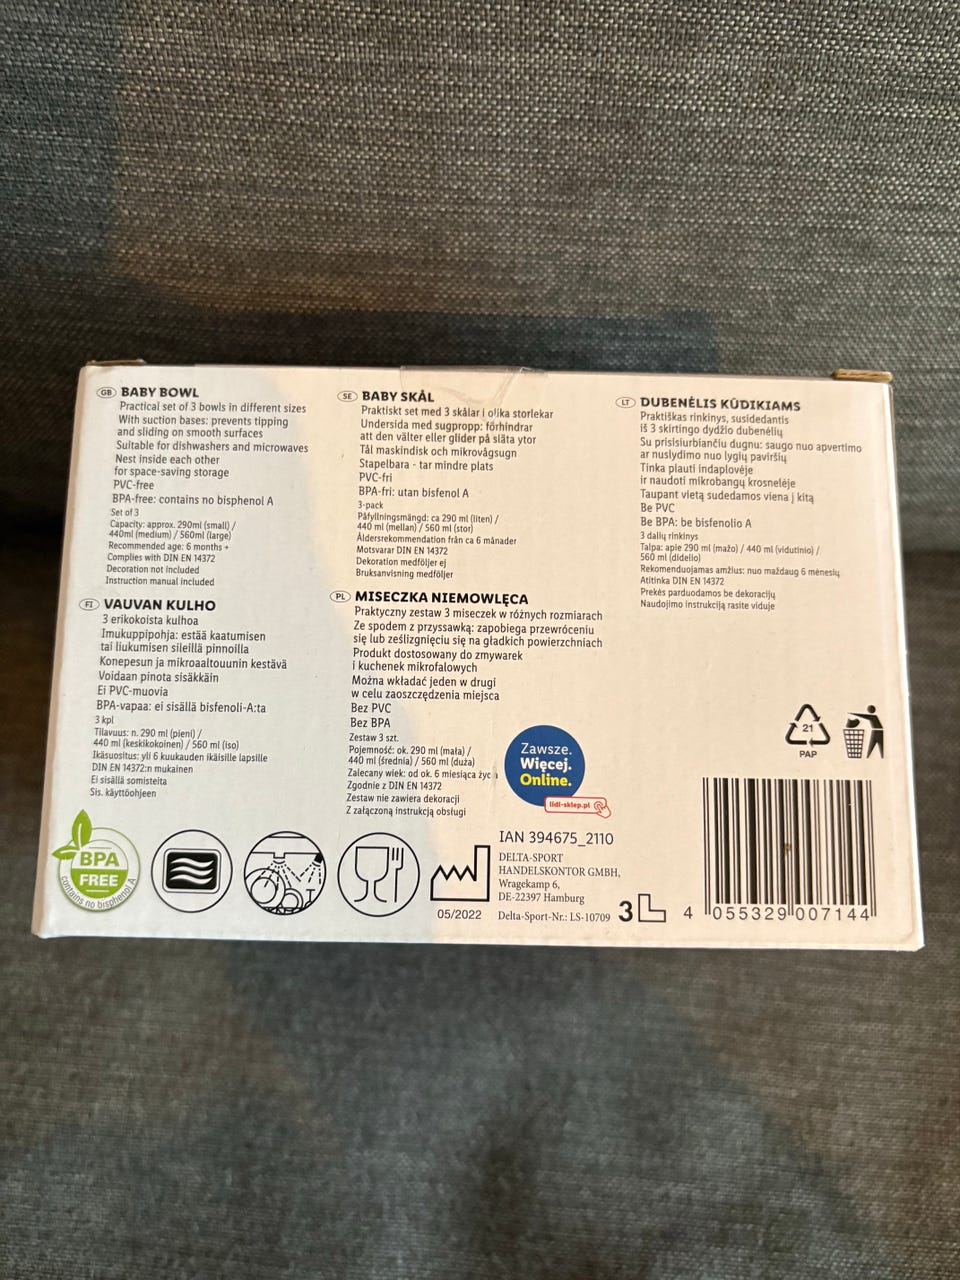 GB BABY BOWL
Practical set of 3 bowls in different sizes
With suction bases: prevents tipping
and sliding on smooth surfaces
Suitable for dishwashers and microwaves
Nest inside each other
for space-saving storage
PVC-free
BPA-free: contains no bisphenol A
Set of 3
Capacity: approx. 290ml (small) /
440ml (medium) / 560ml (large)
Recommended age: 6 months +
Complies with DIN EN 14372
Decoration not included
Instruction manual included
FI VAUVAN KULHO
3 erikokoista kulhoa
Imukuppipohja: estää kaatumisen
tai liukumisen sileillä pinnoilla
Konepesun ja mikroaaltouunin kestävä
Voidaan pinota sisäkkäin
Ei PVC-muovia
BPA-vapaa: ei sisällä bisfenoli-A:ta
3 kpl
Tilavuus: n. 290 ml (pieni) /
440 ml (keskikokoinen) / 560 ml (iso)
Ikäsuositus: yli 6 kuukauden ikäisille lapsille
DIN EN 14372:n mukainen
Ei sisällä somisteita
Sis. käyttöohjeen
SE BABY SKÅL
Praktiskt set med 3 skålar i olika storlekar
Undersida med sugpropp: förhindrar
att den välter eller glider på släta ytor
Tål maskindisk och mikrovågsugn
Stapelbara - tar mindre plats
PVC-fri
BPA-fri: utan bisfenol A
3-pack
Påfyllningsmängd: ca 290 ml (liten) /
440 ml (mellan) / 560 ml (stor)
Åldersrekommendation från ca 6 månader
Motsvarar DIN EN 14372
Dekoration medföljer ej
Bruksanvisning medföljer
PL MISECZKA NIEMOWLĘCA
Praktyczny zestaw 3 miseczek w różnych rozmiarach
Ze spodem z przyssawką: zapobiega przewróceniu
się lub ześlizgnięciu się na gładkich powierzchniach
Produkt dostosowany do zmywarek
i kuchenek mikrofalowych
Można wkładać jeden w drugi
w celu zaoszczędzenia miejsca
Bez PVC
Bez BPA
Zestaw 3 szt.
Pojemność: ok. 290 ml (mała) /
440 ml (średnia) / 560 ml (duża)
Zalecany wiek: od ok. 6 miesiąca życia
Zgodnie z DIN EN 14372
Zestaw nie zawiera dekoracji
Z załączoną instrukcją obsługi
LT DUBENĖLIS KŪDIKIAMS
Praktiškas rinkinys, susidedantis
iš 3 skirtingo dydžio dubenėlių
Su prisisiurbiančiu dugnu: saugo nuo apvertimo
ar nuslydimo nuo lygių paviršių
Tinka plauti indaplovėje
ir naudoti mikrobangų krosnelėje
Taupant vietą sudedamos viena į kitą
Be PVC
Be BPA: be bisfenolio A
3 dalių rinkinys
Talpa: apie 290 ml (mažo) / 440 ml (vidutinio) /
560 ml (didelio)
Rekomenduojamas amžius: nuo maždaug 6 mėnesių
Atitinka DIN EN 14372
Prekės parduodamos be dekoracijų
Naudojimo instrukciją rasite viduje
Zawsze.
Więcej.
Online.
lidl-sklep.pl
21
PAP
BPA
FREE
contains no bisphenol A
05/2022
IAN 394675_2110
DELTA-SPORT
HANDELSKONTOR GMBH,
Wragekamp 6,
DE-22397 Hamburg
Delta-Sport-Nr.: LS-10709
3
4 055329 007144